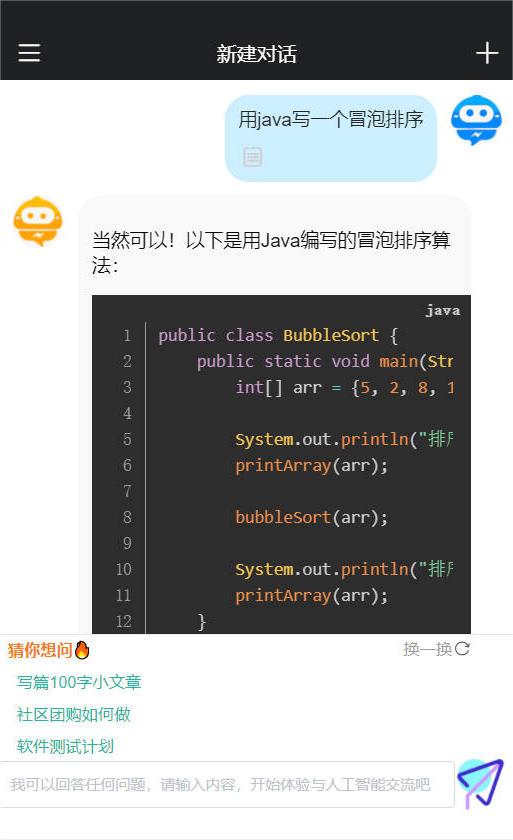 新建对话
用java写一个冒泡排序
当然可以！以下是用Java编写的冒泡排序算
法：
java
1 public class BubbleSort {
2 public static void main(Str
3 int[] arr = {5, 2, 8, 1
4
5 System.out.println("排序
6 printArray(arr);
7
8 bubbleSort(arr);
9
10 System.out.println("排序
11 printArray(arr);
12 }
猜你想问🔥 换一换
写篇100字小文章
社区团购如何做
软件测试计划
我可以回答任何问题，请输入内容，开始体验与人工智能交流吧